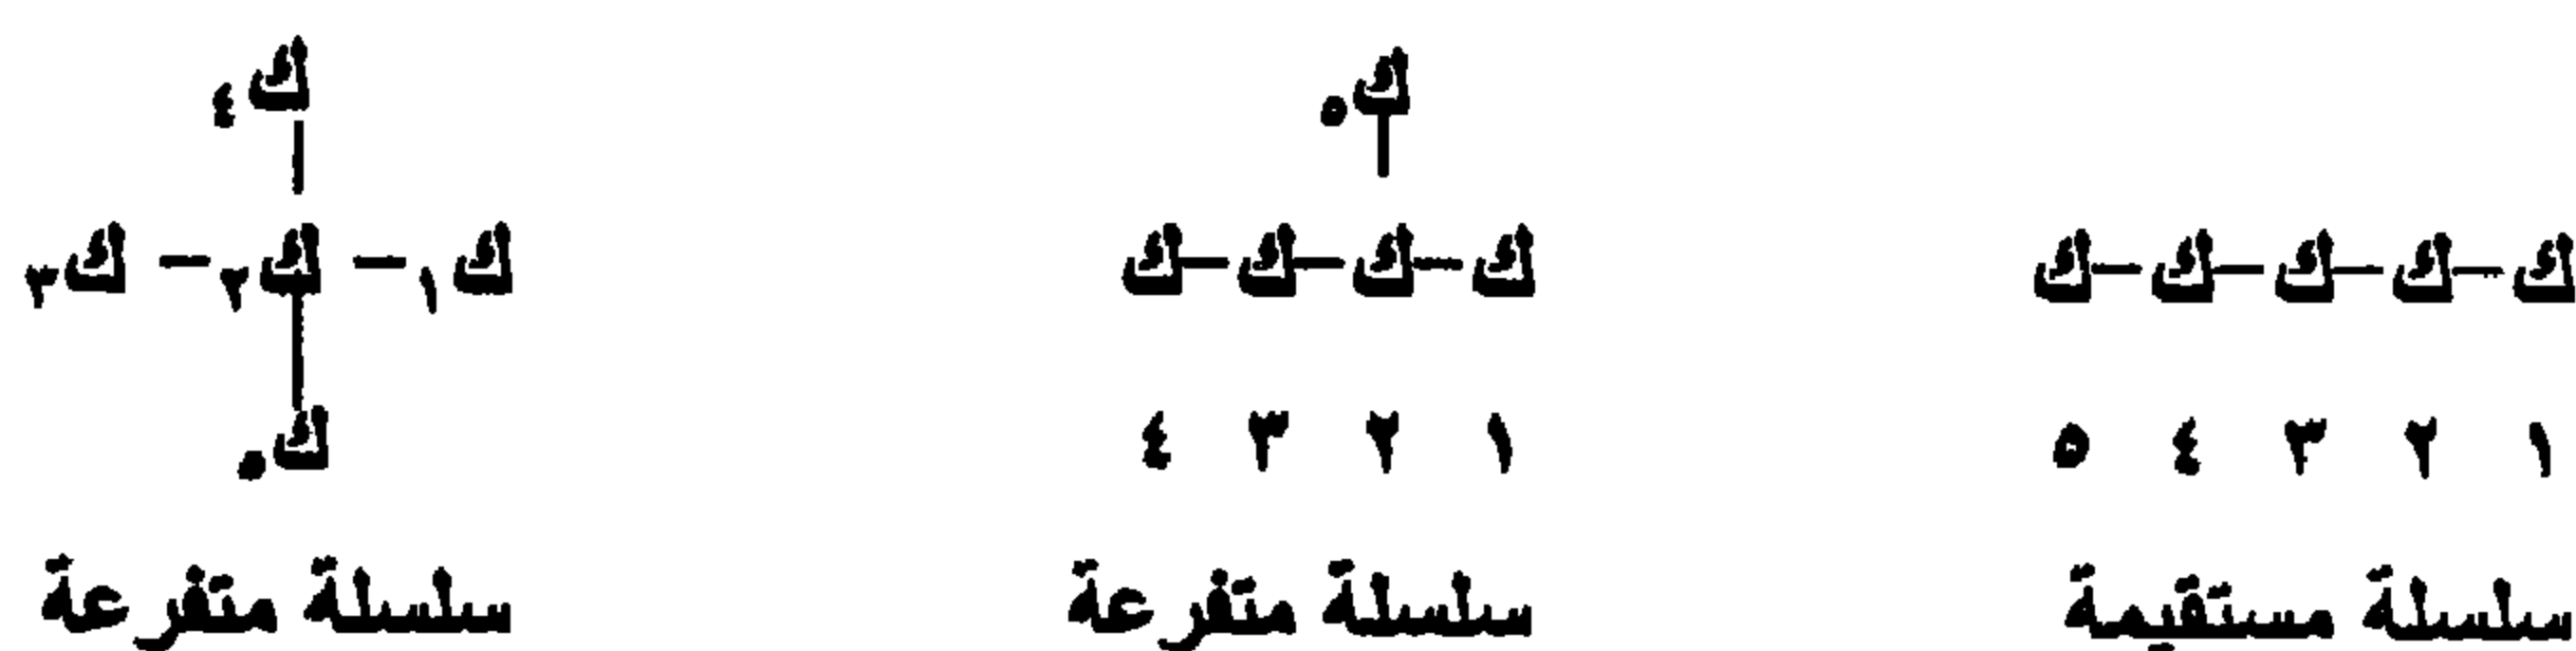 ك٥ ك٤
ك-ك-ك-ك-ك ك-ك-ك-ك ك١ - ك٢ - ك٣
١ ٢ ٣ ٤ ٥ ١ ٢ ٣ ٤ ك٥
سلسلة مستقيمة سلسلة متفرعة سلسلة متفرعة